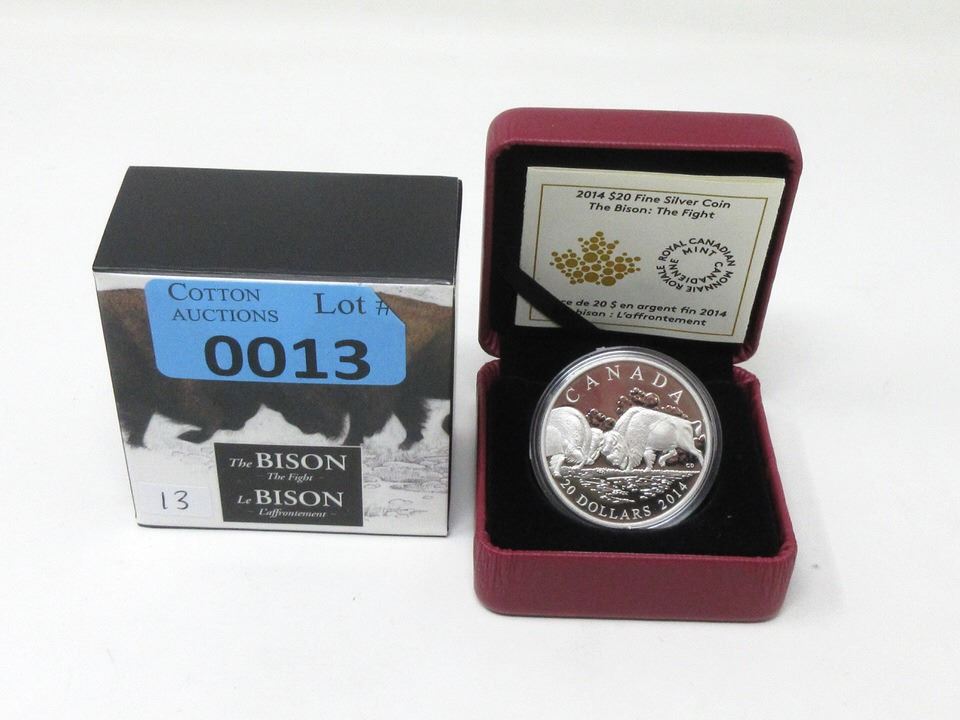 COTTON
AUCTIONS
Lot #
0013
The BISON
The Fight
Le BISON
L'affrontement
13
2014 $20 Fine Silver Coin
The Bison: The Fight
ROYAL CANADIAN MINT
MONNAIE ROYALE CANADIENNE
de 20 $ en argent fin 2014
bison : L'affrontement
CANADA
20 DOLLARS 2014
CD